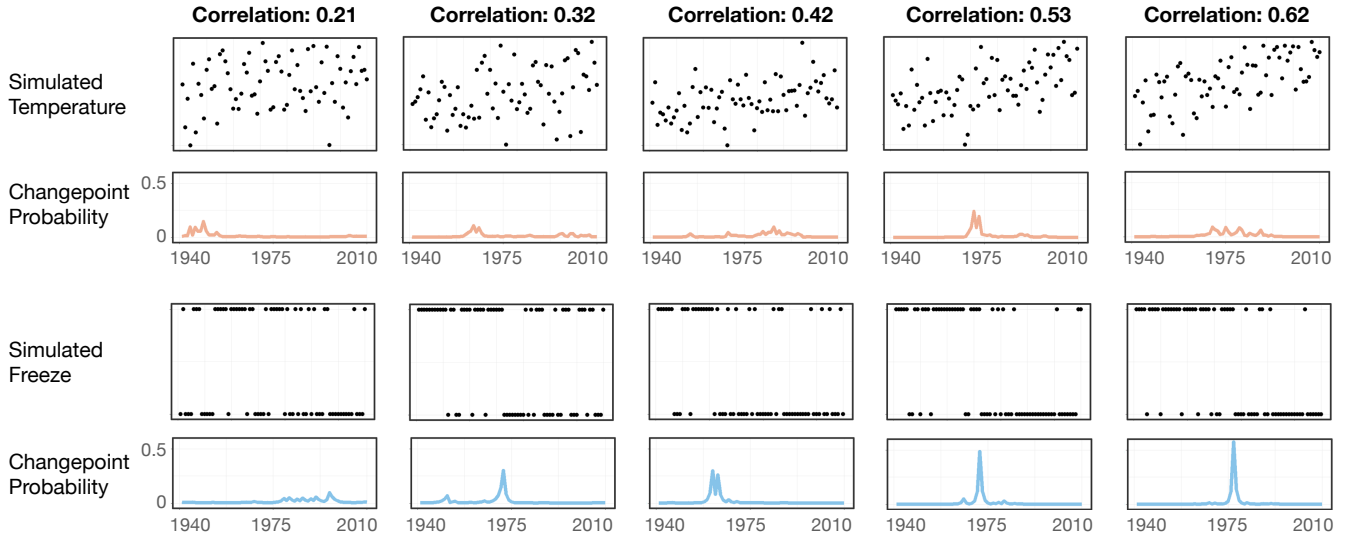 Correlation: 0.21 Correlation: 0.32 Correlation: 0.42 Correlation: 0.53 Correlation: 0.62
Simulated
Temperature
Changepoint
Probability
0.5
0
1940 1975 2010 1940 1975 2010 1940 1975 2010 1940 1975 2010 1940 1975 2010
Simulated
Freeze
Changepoint
Probability
0.5
0
1940 1975 2010 1940 1975 2010 1940 1975 2010 1940 1975 2010 1940 1975 2010